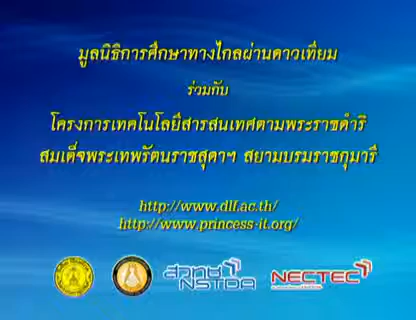 มูลนิธิการศึกษาทางไกลผ่านดาวเทียม
ร่วมกับ
โครงการเทคโนโลยีสารสนเทศตามพระราชดำริ
สมเด็จพระเทพรัตนราชสุดาฯ สยามบรมราชกุมารี
http://www.dlf.ac.th/
http://www.princess-it.org/
สวทช NECTEC
NSTDA